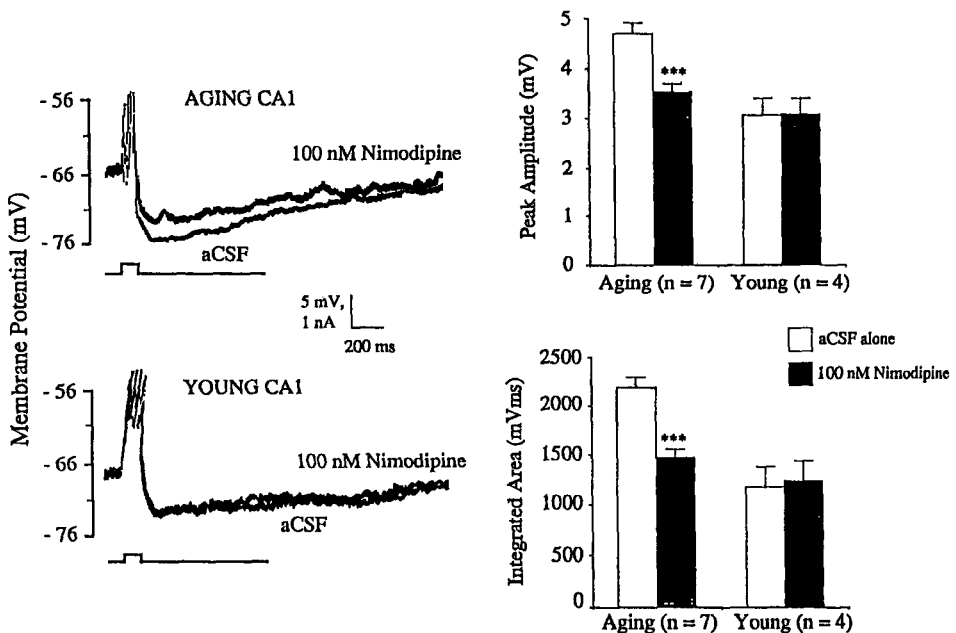 Membrane Potential (mV)
AGING CA1
- 56
- 66
- 76
100 nM Nimodipine
aCSF
5 mV,
1 nA
200 ms
YOUNG CA1
- 56
- 66
- 76
100 nM Nimodipine
aCSF
Peak Amplitude (mV)
5
4
3
2
1
0
***
Aging (n = 7)
Young (n = 4)
aCSF alone
100 nM Nimodipine
Integrated Area (mVms)
2500
2000
1500
1000
500
0
***
Aging (n = 7)
Young (n = 4)